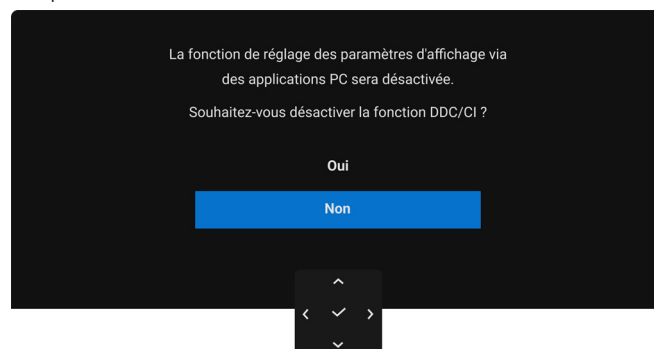 La fonction de réglage des paramètres d'affichage via
des applications PC sera désactivée.
Souhaitez-vous désactiver la fonction DDC/CI ?
Oui
Non